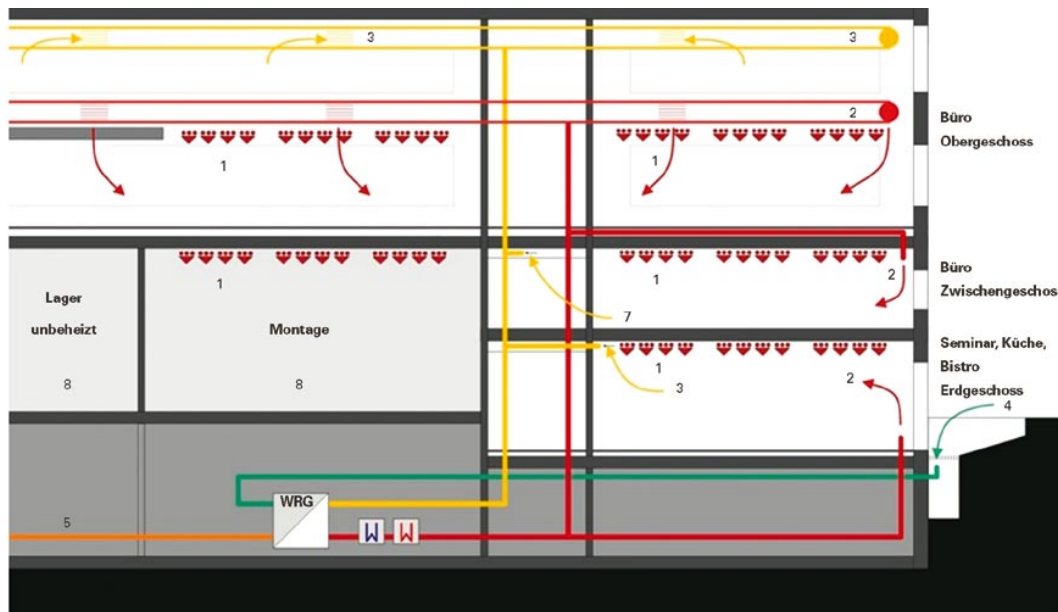 3
3
2
Büro
Obergeschoss
1
1
1
1
2
Büro
Zwischengeschoss
Lager
unbeheizt
Montage
7
Seminar, Küche,
Bistro
Erdgeschoss
1
2
3
8
8
4
WRG
5